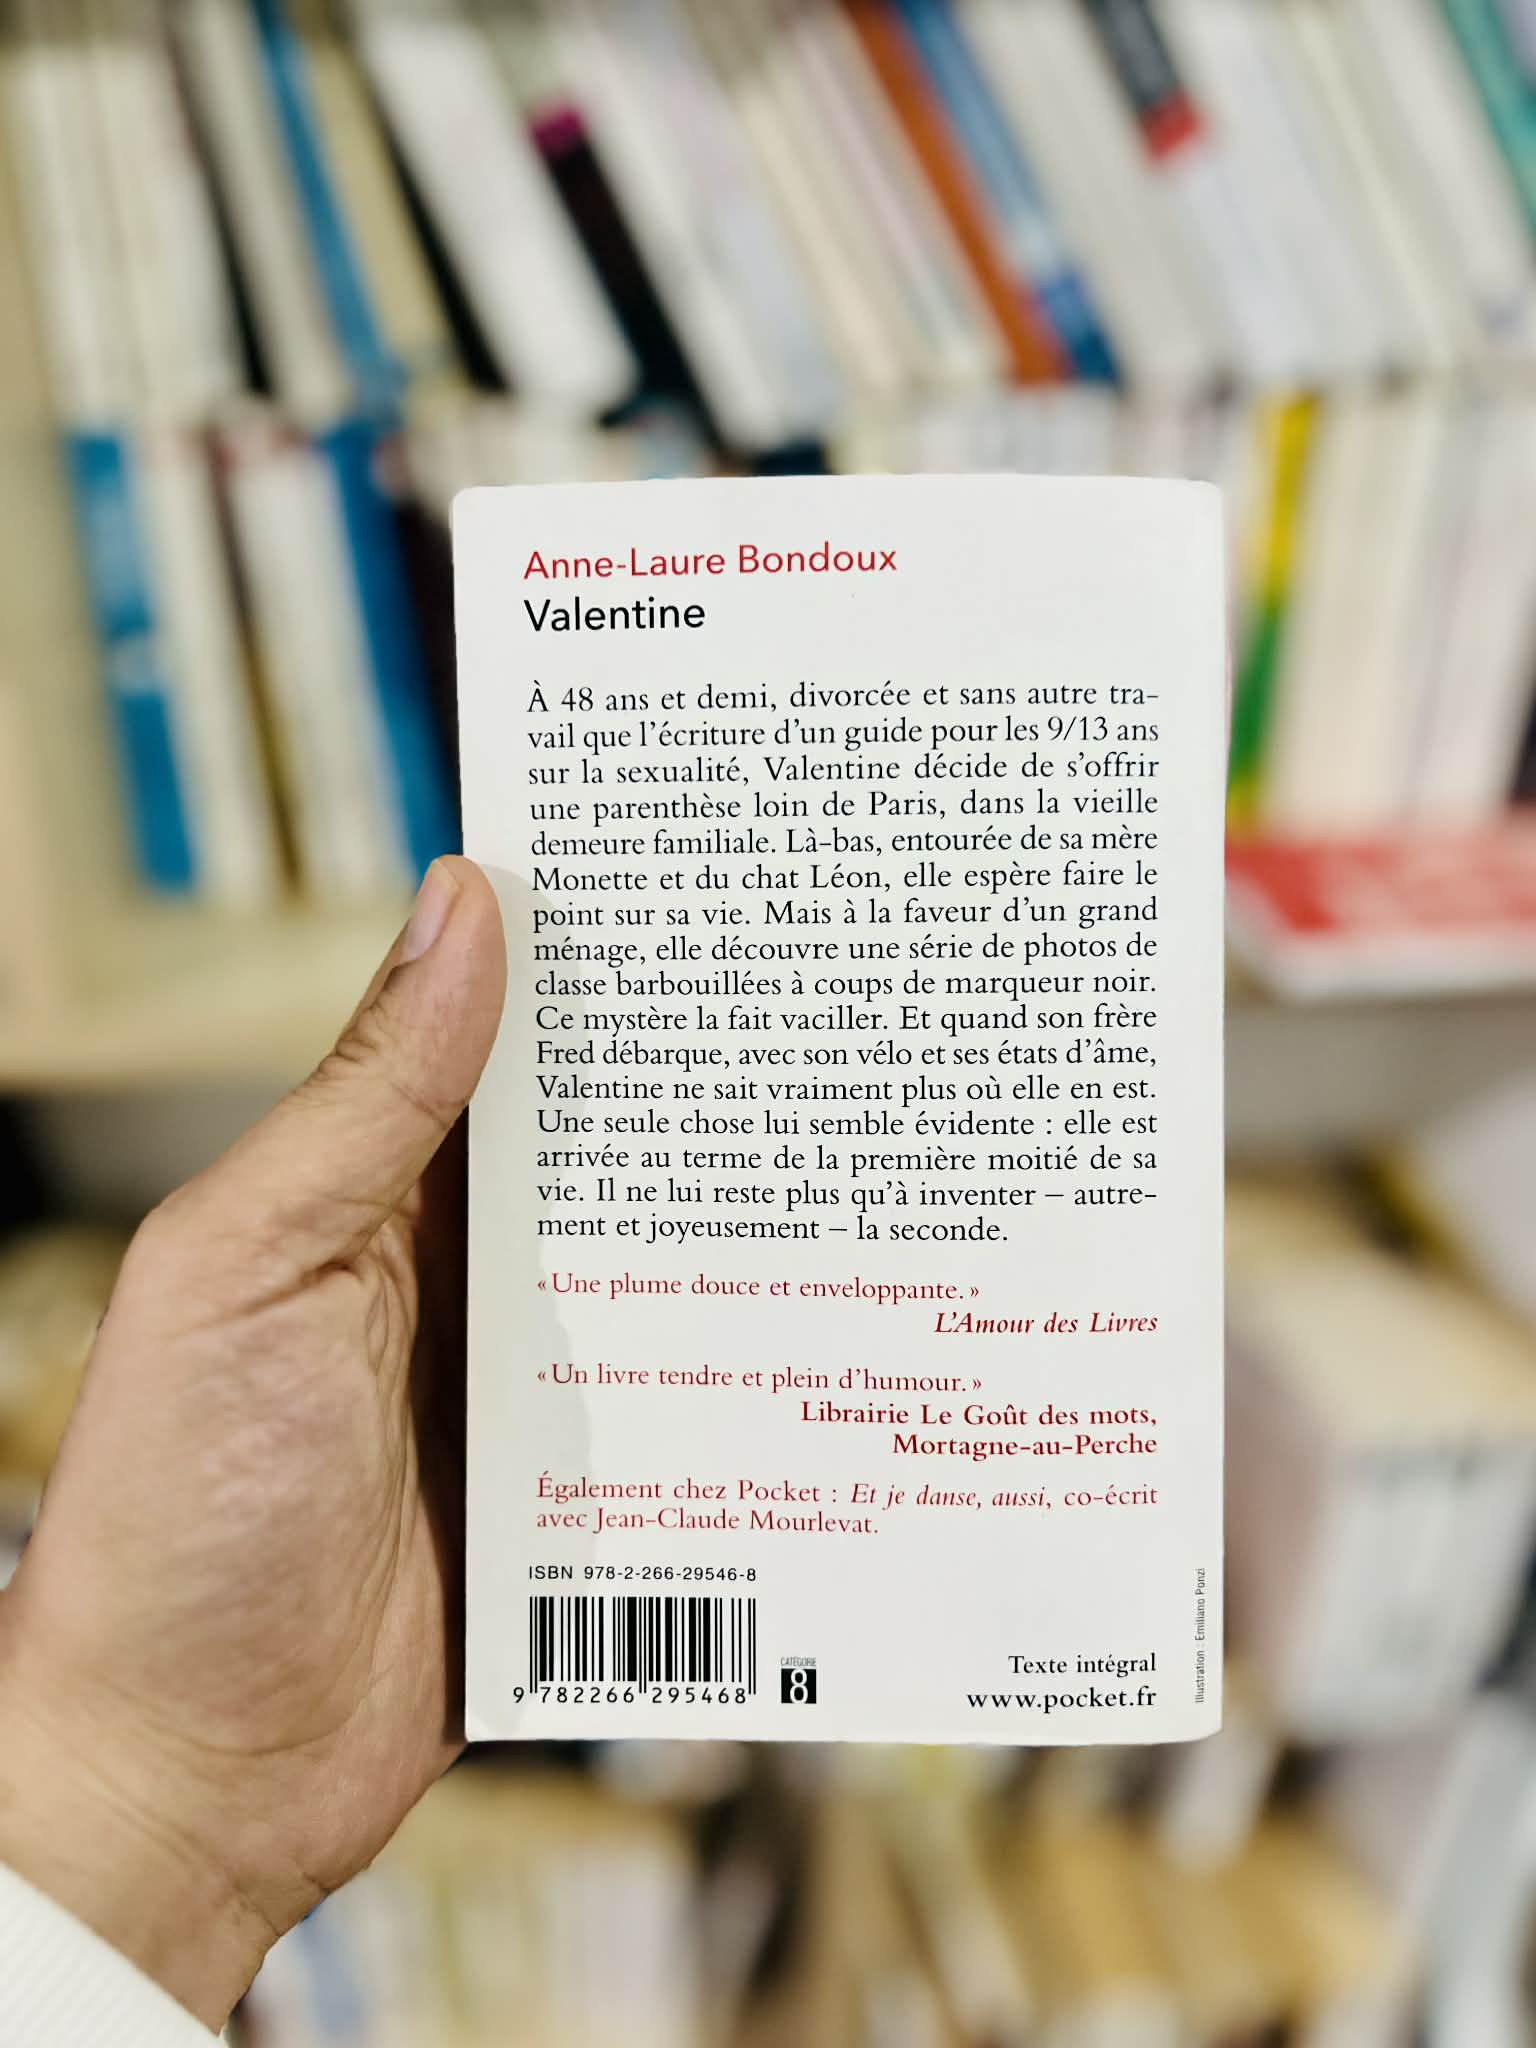 Anne-Laure Bondoux
Valentine
À 48 ans et demi, divorcée et sans autre tra-
vail que l'écriture d'un guide pour les 9/13 ans
sur la sexualité, Valentine décide de s'offrir
une parenthèse loin de Paris, dans la vieille
demeure familiale. Là-bas, entourée de sa mère
Monette et du chat Léon, elle espère faire le
point sur sa vie. Mais à la faveur d'un grand
ménage, elle découvre une série de photos de
classe barbouillées à coups de marqueur noir.
Ce mystère la fait vaciller. Et quand son frère
Fred débarque, avec son vélo et ses états d'âme,
Valentine ne sait vraiment plus où elle en est.
Une seule chose lui semble évidente : elle est
arrivée au terme de la première moitié de sa
vie. Il ne lui reste plus qu'à inventer – autre-
ment et joyeusement – la seconde.
« Une plume douce et enveloppante. »
L'Amour des Livres
« Un livre tendre et plein d'humour. »
Librairie Le Goût des mots,
Mortagne-au-Perche
Également chez Pocket : Et je danse, aussi, co-écrit
avec Jean-Claude Mourlevat.
ISBN 978-2-266-29546-8
9 782266 295468
CATÉGORIE
8
Texte intégral
www.pocket.fr
Illustration : Emiliano Ponzi